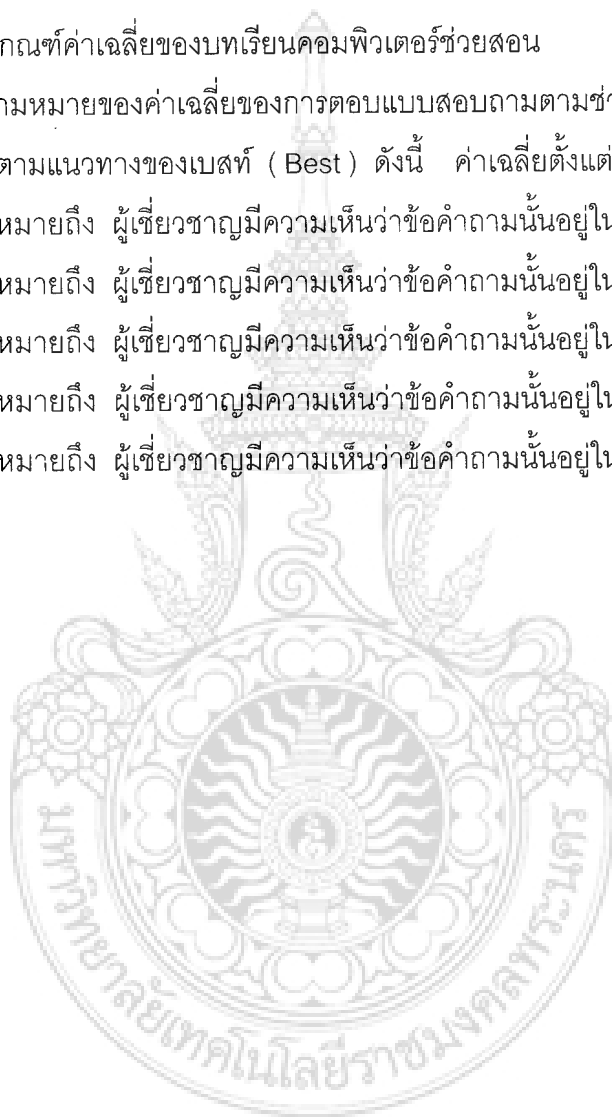 กณฑ์ค่าเฉลี่ยของบทเรียนคอมพิวเตอร์ช่วยสอน
ามหมายของค่าเฉลี่ยของการตอบแบบสอบถามตามช่ว
ตามแนวทางของเบสท์ ( Best ) ดังนี้ ค่าเฉลี่ยตั้งแต่
หมายถึง ผู้เชี่ยวชาญมีความเห็นว่าข้อคำถามนั้นอยู่ใน
หมายถึง ผู้เชี่ยวชาญมีความเห็นว่าข้อคำถามนั้นอยู่ใน
หมายถึง ผู้เชี่ยวชาญมีความเห็นว่าข้อคำถามนั้นอยู่ใน
หมายถึง ผู้เชี่ยวชาญมีความเห็นว่าข้อคำถามนั้นอยู่ใน
หมายถึง ผู้เชี่ยวชาญมีความเห็นว่าข้อคำถามนั้นอยู่ใน
มหาวิทยาลัยเทคโนโลยีราชมงคลพระนคร